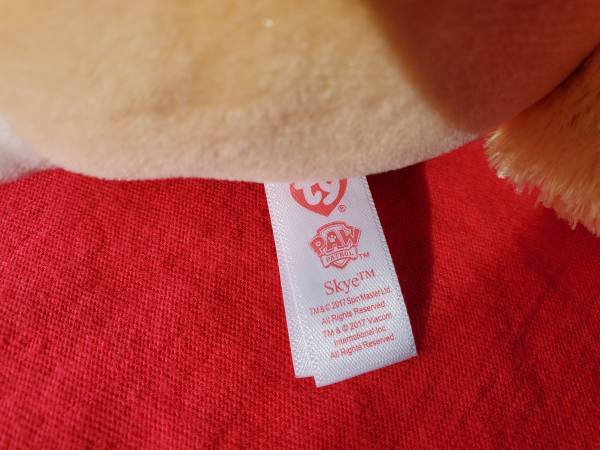 ty®
PAW
PATROL™
Skye™
TM & © 2017 Spin Master Ltd.
All Rights Reserved.
TM & © 2017 Viacom
International Inc.
All Rights Reserved.